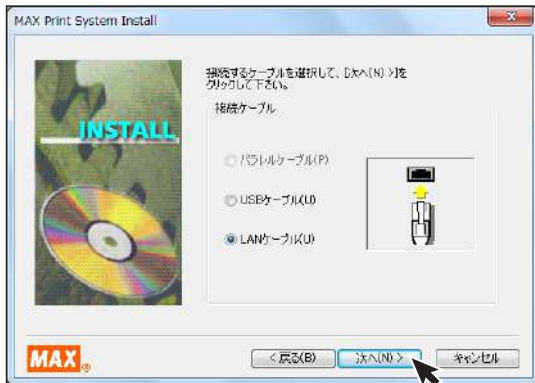 MAX Print System Install
接続するケーブルを選択して、[次へ(N) >]を
クリックして下さい。
接続ケーブル
INSTALL
パラレルケーブル(P)
USBケーブル(U)
LANケーブル(U)
MAX®
< 戻る(B)
次へ(N) >
キャンセル